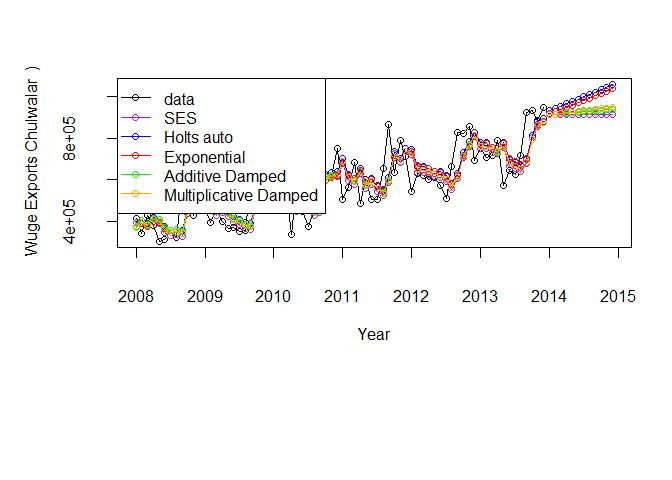 Wuge Exports Chulwalar )
4e+05
8e+05
data
SES
Holts auto
Exponential
Additive Damped
Multiplicative Damped
2008 2009 2010 2011 2012 2013 2014 2015
Year